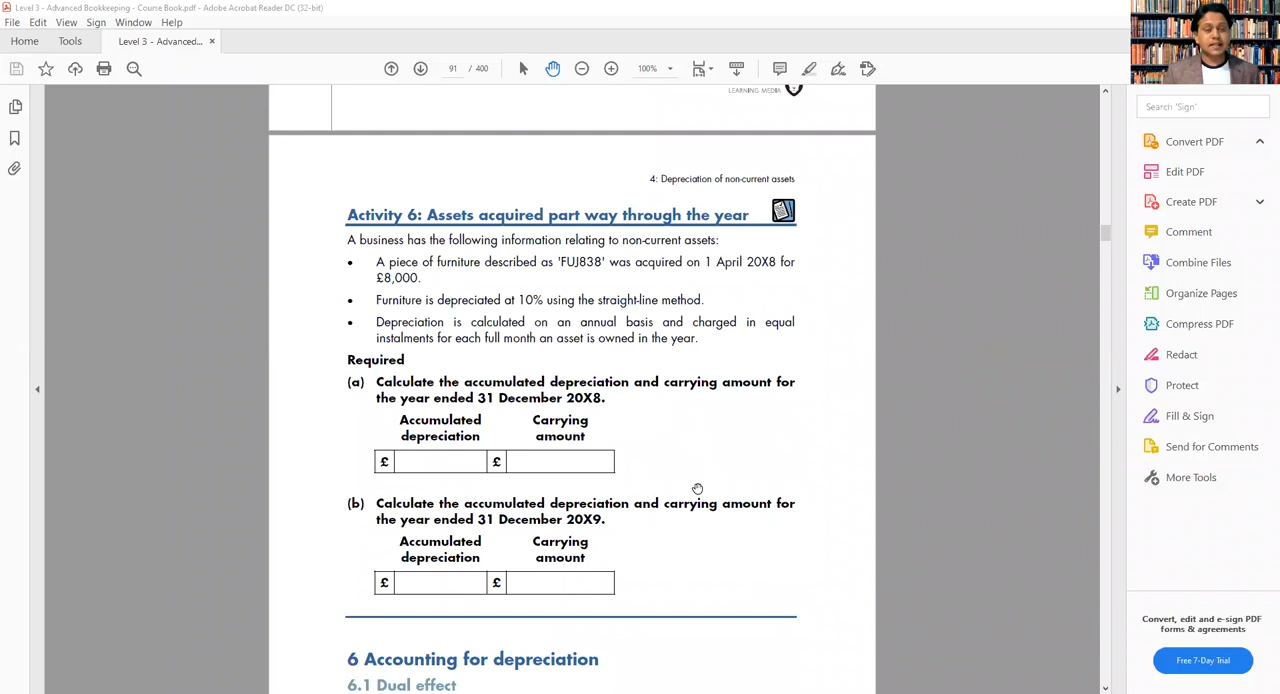 Level 3 - Advanced Bookkeeping - Course Book.pdf - Adobe Acrobat Reader DC (32-bit)
File Edit View Sign Window Help
Home Tools Level 3 - Advanced... ×
91 / 400 100%
LEARNING MEDIA
Search 'Sign'
Convert PDF
Edit PDF
Create PDF
Comment
Combine Files
Organize Pages
Compress PDF
Redact
Protect
Fill & Sign
Send for Comments
More Tools
Convert, edit and e-sign PDF
forms & agreements
Free 7-Day Trial
4: Depreciation of non-current assets
Activity 6: Assets acquired part way through the year
A business has the following information relating to non-current assets:
• A piece of furniture described as 'FUJ838' was acquired on 1 April 20X8 for
£8,000.
• Furniture is depreciated at 10% using the straight-line method.
• Depreciation is calculated on an annual basis and charged in equal
instalments for each full month an asset is owned in the year.
Required
(a) Calculate the accumulated depreciation and carrying amount for
the year ended 31 December 20X8.
Accumulated Carrying
depreciation amount
£ £
(b) Calculate the accumulated depreciation and carrying amount for
the year ended 31 December 20X9.
Accumulated Carrying
depreciation amount
£ £
6 Accounting for depreciation
6.1 Dual effect